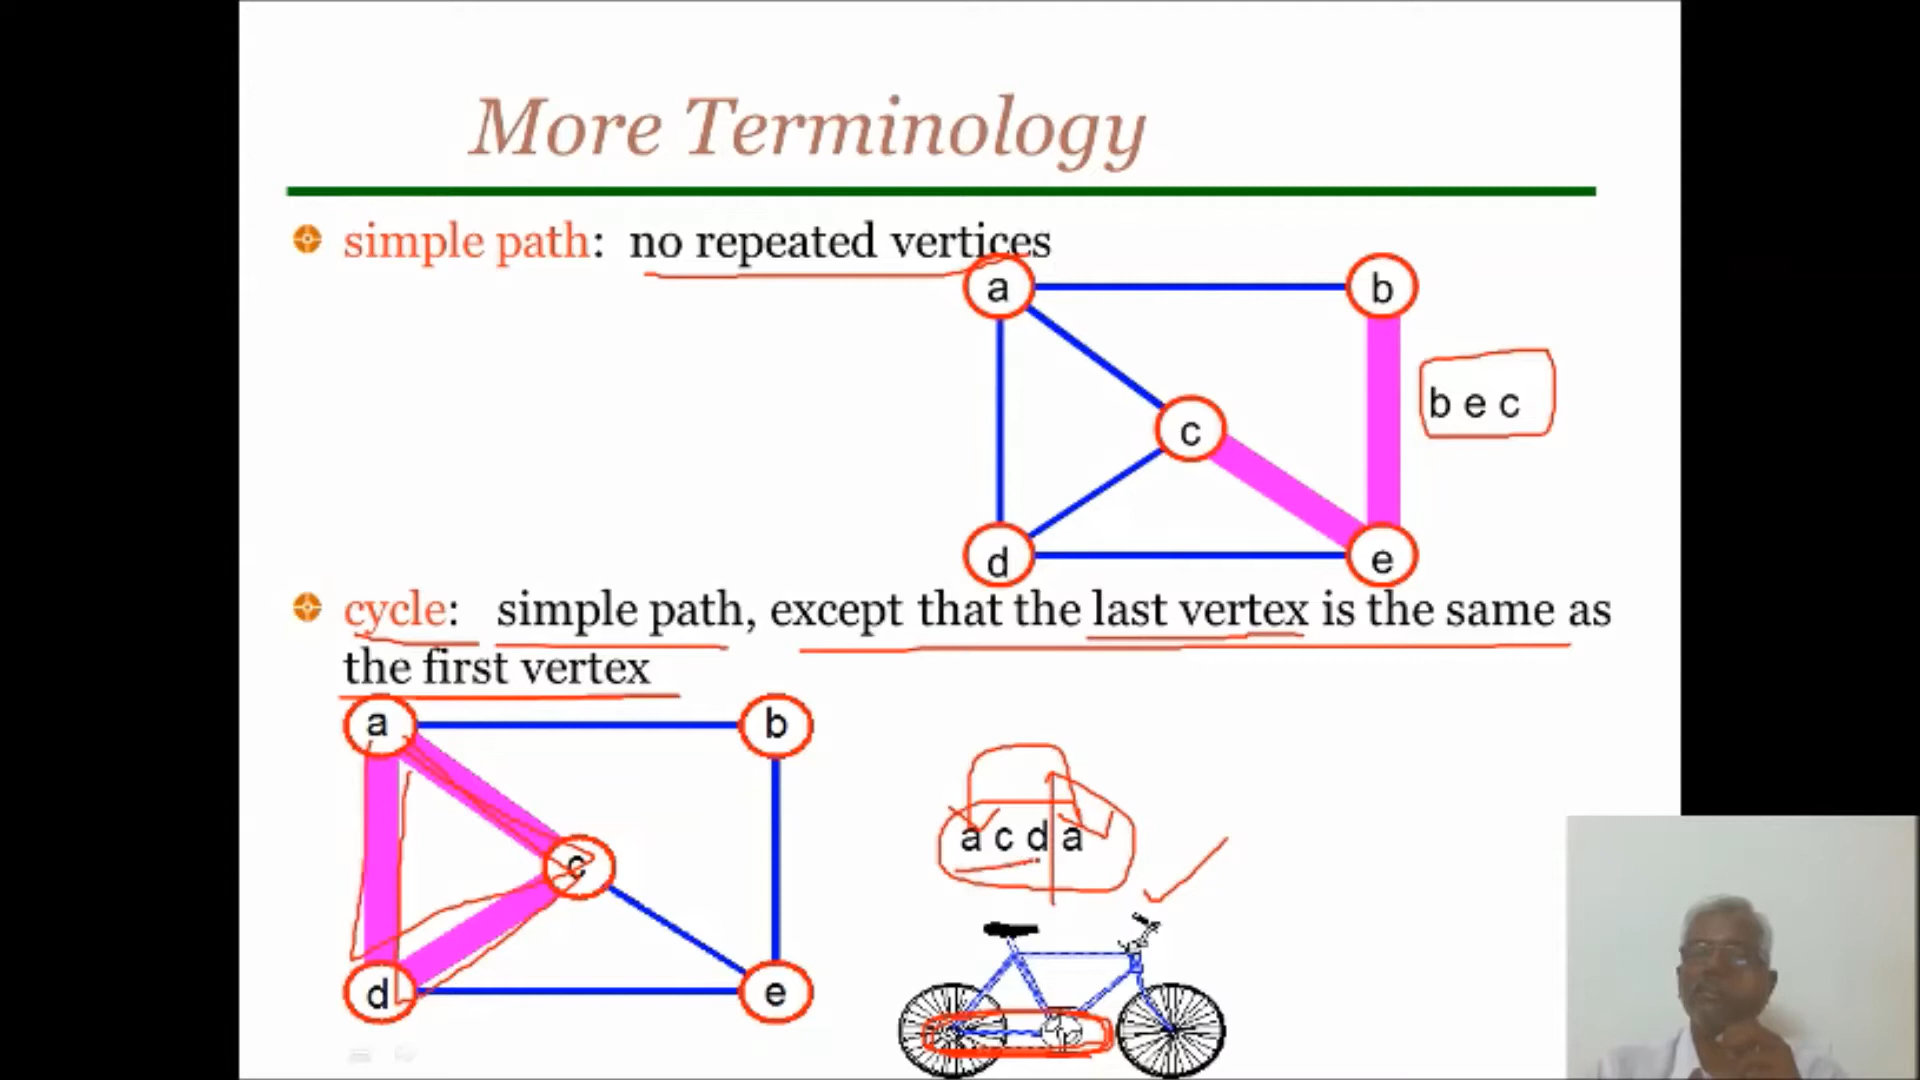 More Terminology
simple path: no repeated vertices
a
b
c
b e c
d
e
cycle: simple path, except that the last vertex is the same as
the first vertex
a
b
a c d a
c
d
e